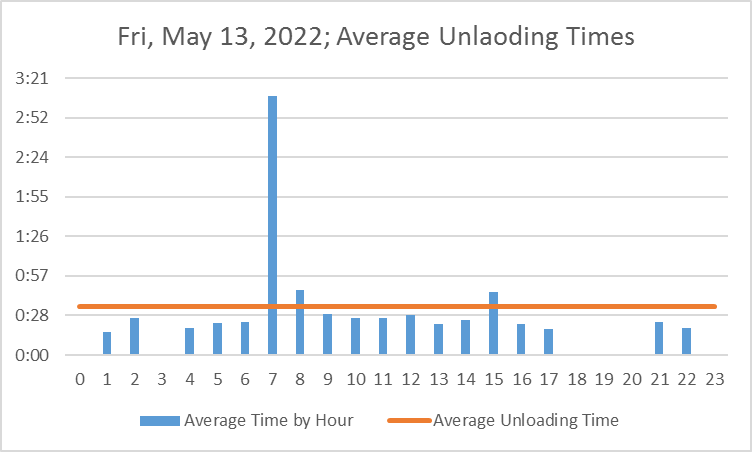 Fri, May 13, 2022; Average Unlaoding Times
3:21
2:52
2:24
1:55
1:26
0:57
0:28
0:00
0 1 2 3 4 5 6 7 8 9 10 11 12 13 14 15 16 17 18 19 20 21 22 23
Average Time by Hour Average Unloading Time